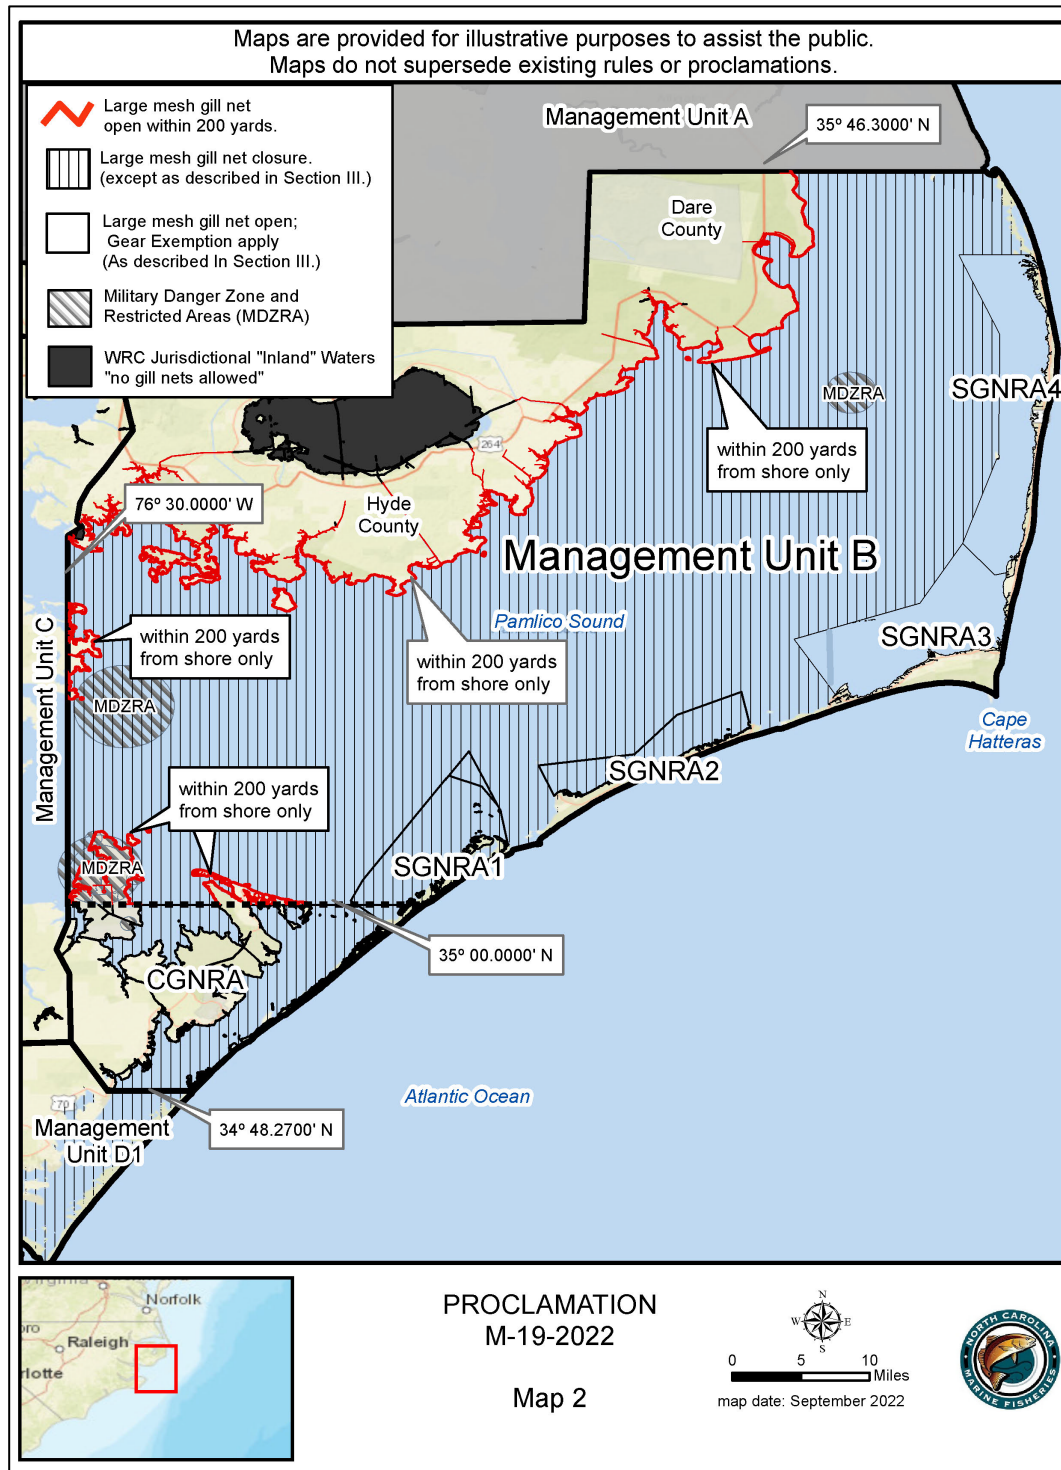 Maps are provided for illustrative purposes to assist the public.
Maps do not supersede existing rules or proclamations.
Large mesh gill net
open within 200 yards.
Large mesh gill net closure.
(except as described in Section III.)
Large mesh gill net open;
Gear Exemption apply
(As described In Section III.)
Military Danger Zone and
Restricted Areas (MDZRA)
WRC Jurisdictional "Inland" Waters
"no gill nets allowed"
Management Unit A
35º 46.3000' N
Dare
County
MDZRA
SGNRA4
within 200 yards
from shore only
264
76º 30.0000' W
Hyde
County
Management Unit B
Pamlico Sound
within 200 yards
from shore only
within 200 yards
from shore only
SGNRA3
Management Unit C
MDZRA
Cape
Hatteras
SGNRA2
within 200 yards
from shore only
MDZRA
SGNRA1
35º 00.0000' N
CGNRA
70
Atlantic Ocean
Management
Unit D1
34º 48.2700' N
Virginia
Norfolk
oro
Raleigh
rlotte
PROCLAMATION
M-19-2022
Map 2
N
W
E
S
0 5 10
Miles
map date: September 2022
NORTH CAROLINA
MARINE FISHERIES